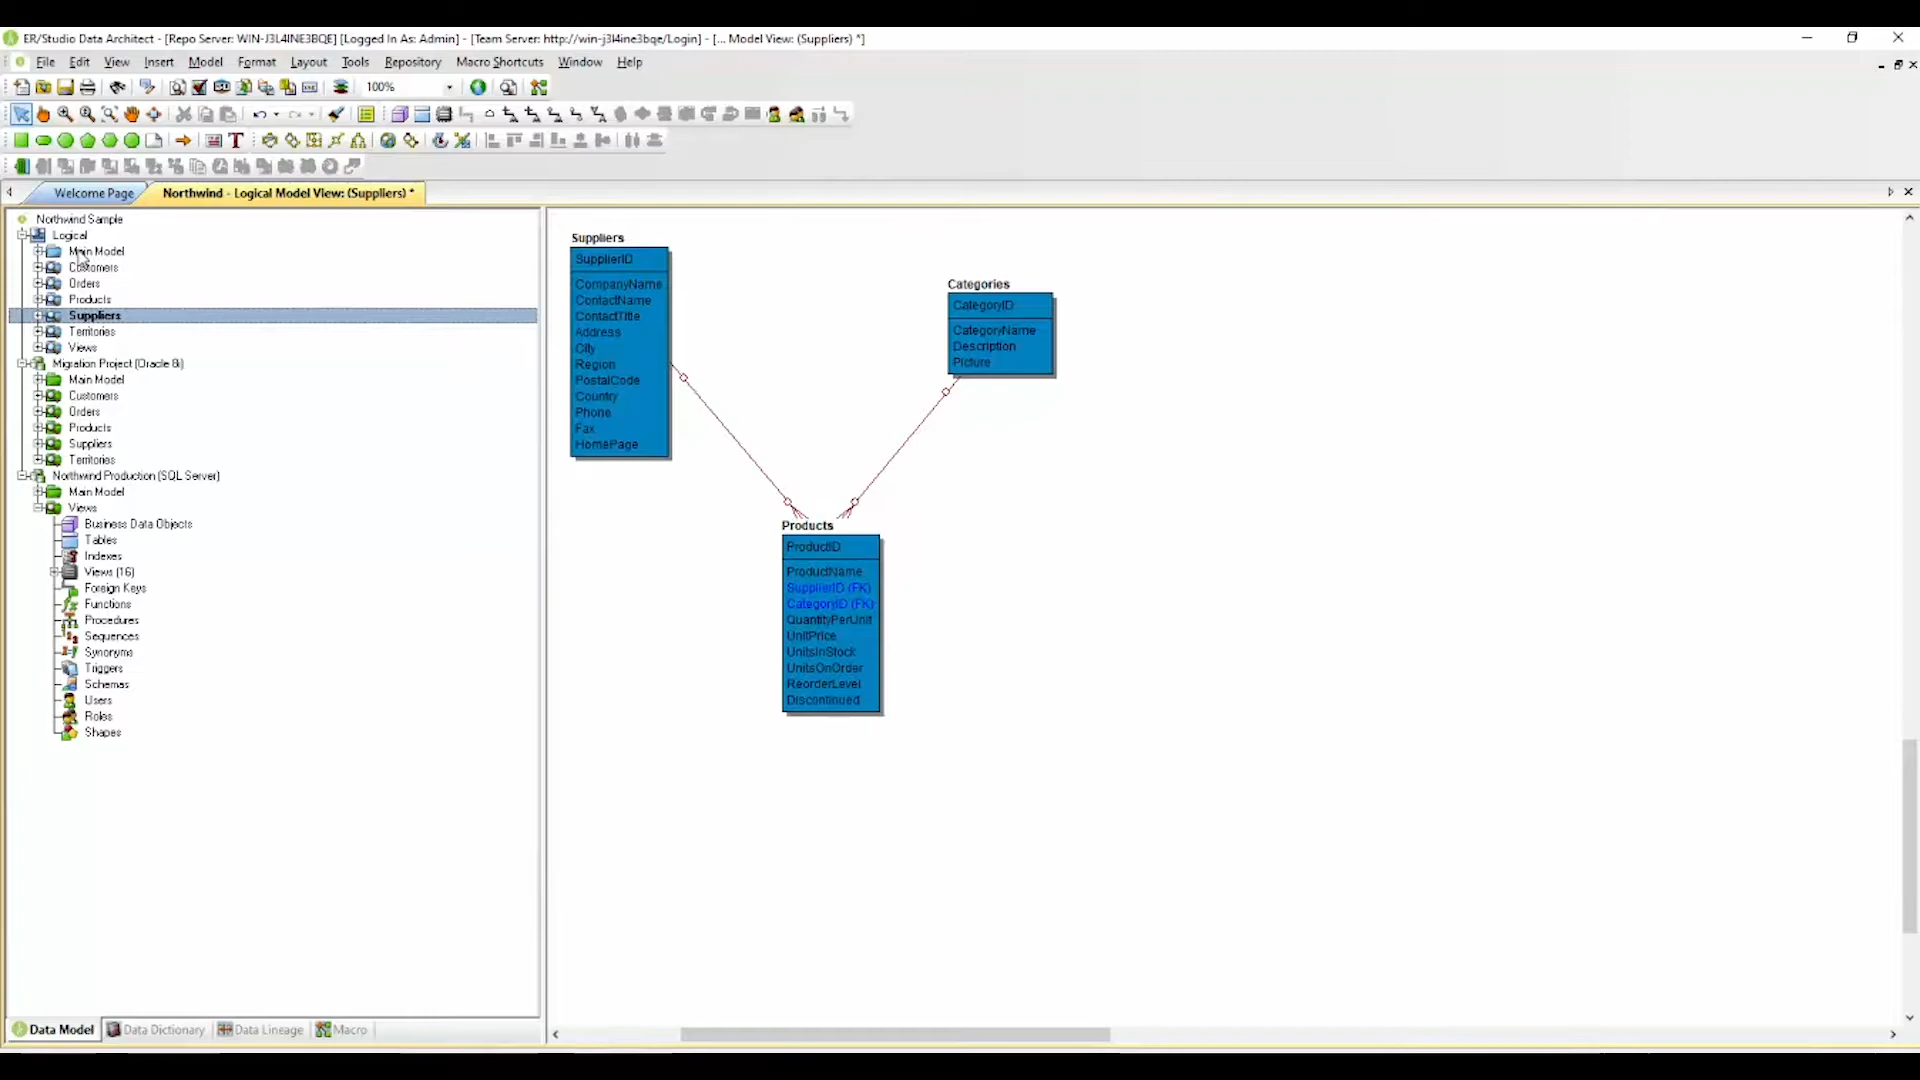 ER/Studio Data Architect - [Repo Server: WIN-J3L4INE3BQE] [Logged In As: Admin] - [Team Server: http://win-j3l4ine3bqe/Login] - [... Model View: (Suppliers) *]
File Edit View Insert Model Format Layout Tools Repository Macro Shortcuts Window Help
100%
Welcome Page
Northwind - Logical Model View: (Suppliers) *
Northwind Sample
Logical
Main Model
Customers
Orders
Products
Suppliers
Territories
Views
Migration Project (Oracle 8i)
Main Model
Customers
Orders
Products
Suppliers
Territories
Northwind Production (SQL Server)
Main Model
Views
Business Data Objects
Tables
Indexes
Views (16)
Foreign Keys
Functions
Procedures
Sequences
Synonyms
Triggers
Schemas
Users
Roles
Shapes
Data Model
Data Dictionary
Data Lineage
Macro
Suppliers
SupplierID
CompanyName
ContactName
ContactTitle
Address
City
Region
PostalCode
Country
Phone
Fax
HomePage
Categories
CategoryID
CategoryName
Description
Picture
Products
ProductID
ProductName
SupplierID (FK)
CategoryID (FK)
QuantityPerUnit
UnitPrice
UnitsInStock
UnitsOnOrder
ReorderLevel
Discontinued